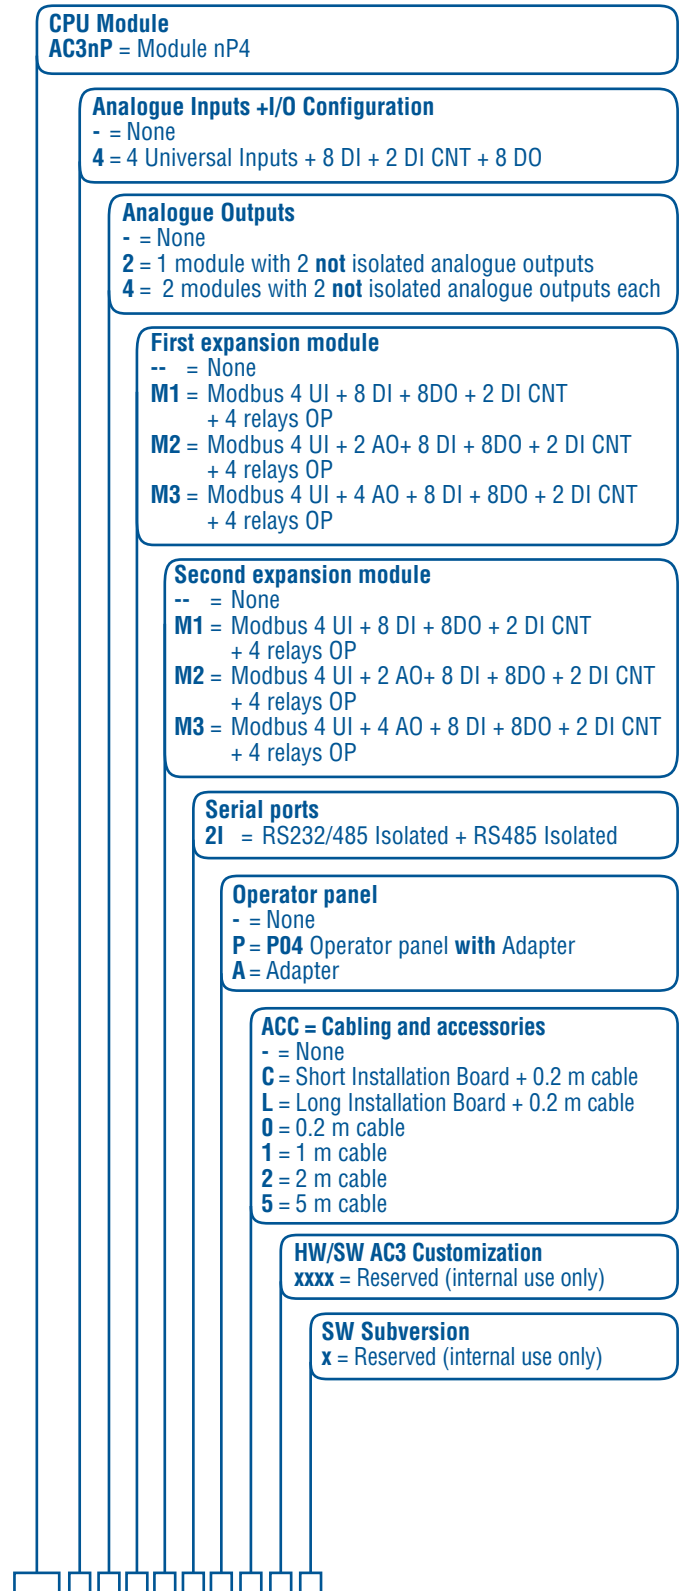 CPU Module
AC3nP = Module nP4
Analogue Inputs +I/O Configuration
- = None
4 = 4 Universal Inputs + 8 DI + 2 DI CNT + 8 DO
Analogue Outputs
- = None
2 = 1 module with 2 not isolated analogue outputs
4 = 2 modules with 2 not isolated analogue outputs each
First expansion module
-- = None
M1 = Modbus 4 UI + 8 DI + 8DO + 2 DI CNT
+ 4 relays OP
M2 = Modbus 4 UI + 2 AO+ 8 DI + 8DO + 2 DI CNT
+ 4 relays OP
M3 = Modbus 4 UI + 4 AO + 8 DI + 8DO + 2 DI CNT
+ 4 relays OP
Second expansion module
-- = None
M1 = Modbus 4 UI + 8 DI + 8DO + 2 DI CNT
+ 4 relays OP
M2 = Modbus 4 UI + 2 AO+ 8 DI + 8DO + 2 DI CNT
+ 4 relays OP
M3 = Modbus 4 UI + 4 AO + 8 DI + 8DO + 2 DI CNT
+ 4 relays OP
Serial ports
2I = RS232/485 Isolated + RS485 Isolated
Operator panel
- = None
P = P04 Operator panel with Adapter
A = Adapter
ACC = Cabling and accessories
- = None
C = Short Installation Board + 0.2 m cable
L = Long Installation Board + 0.2 m cable
0 = 0.2 m cable
1 = 1 m cable
2 = 2 m cable
5 = 5 m cable
HW/SW AC3 Customization
xxxx = Reserved (internal use only)
SW Subversion
x = Reserved (internal use only)